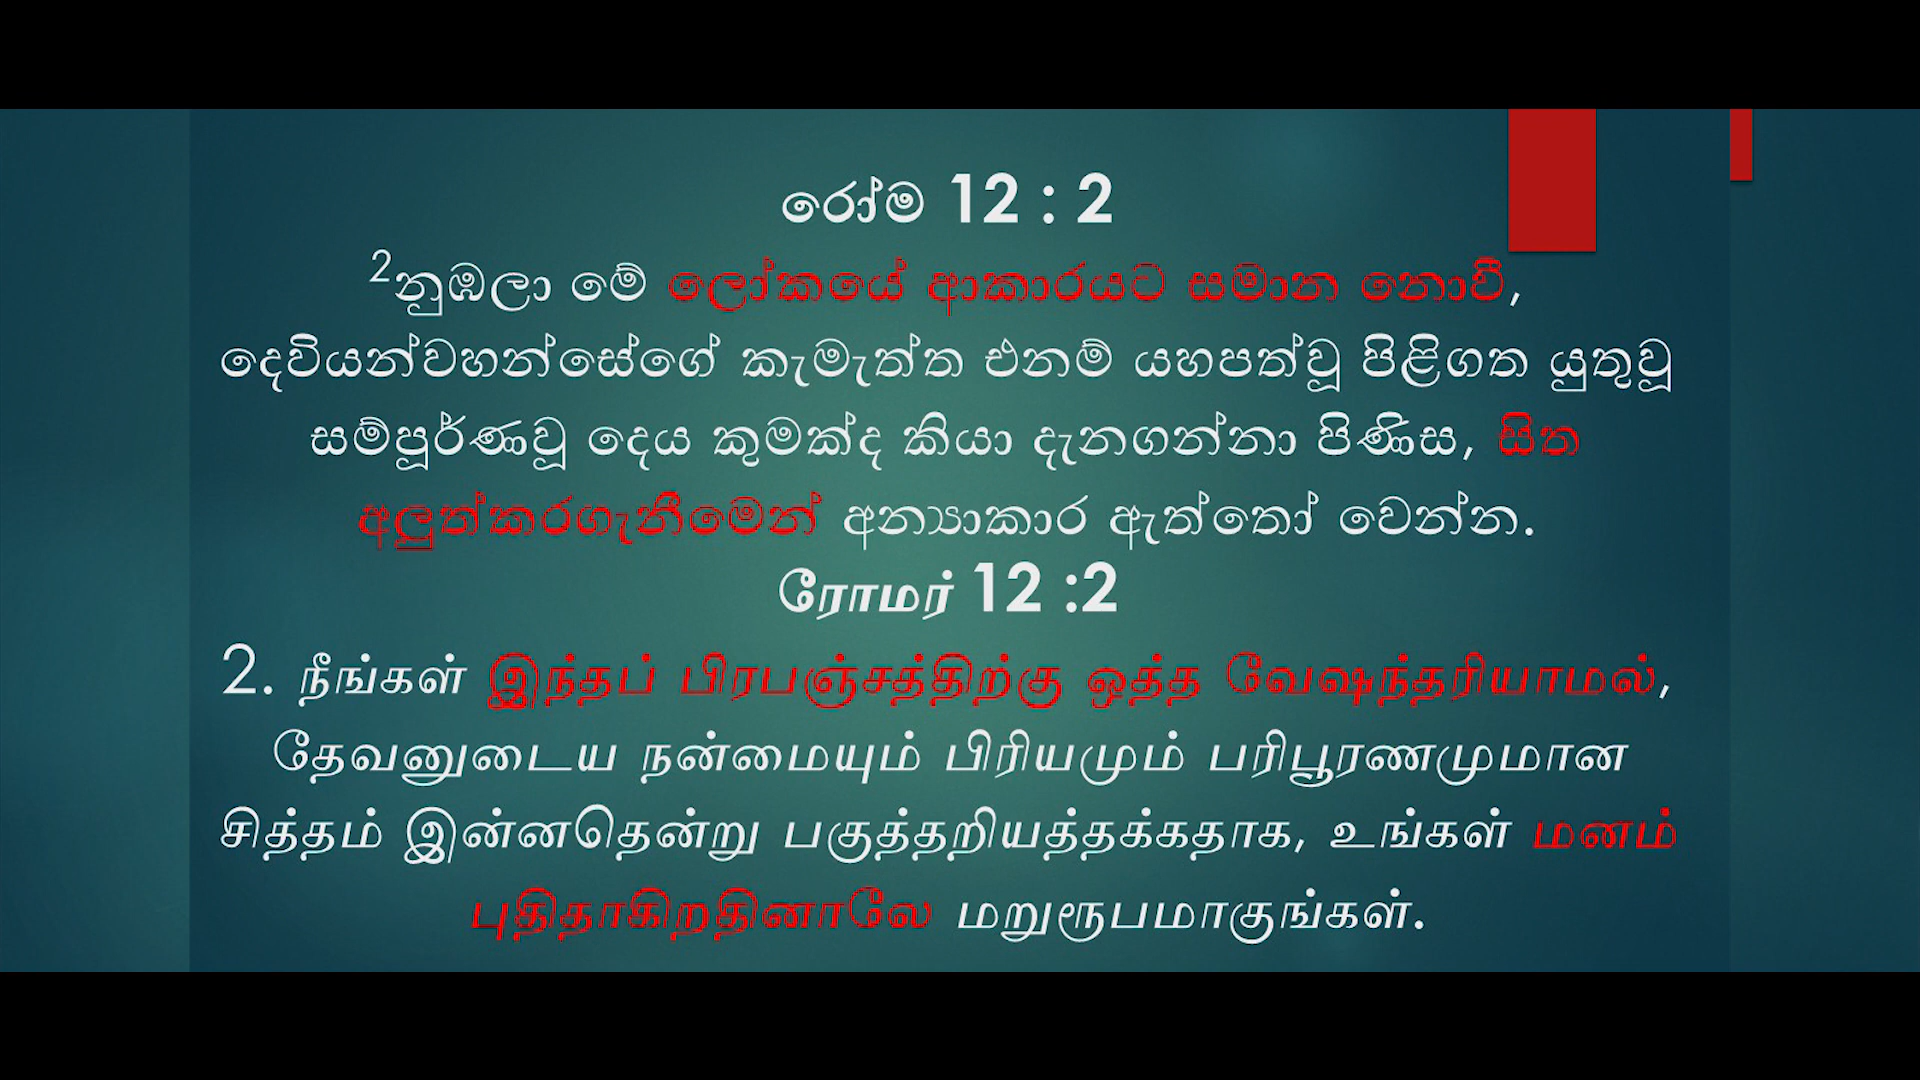 රෝම 12 : 2
2නුඹලා මේ ලෝකයේ ආකාරයට සමාන නොවී,
දෙවියන්වහන්සේගේ කැමැත්ත එනම් යහපත්වූ පිළිගත යුතුවූ
සම්පූර්ණවූ දෙය කුමක්ද කියා දැනගන්නා පිණිස, සිත
අලුත්කරගැනීමෙන් අන්‍යාකාර ඇත්තෝ වෙන්න.
ரோமர் 12 :2
2. நீங்கள் இந்தப் பிரபஞ்சத்திற்கு ஒத்த வேஷந்தரியாமல்,
தேவனுடைய நன்மையும் பிரியமும் பரிபூரணமுமான
சித்தம் இன்னதென்று பகுத்தறியத்தக்கதாக, உங்கள் மனம்
புதிதாகிறதினாலே மறுரூபமாகுங்கள்.